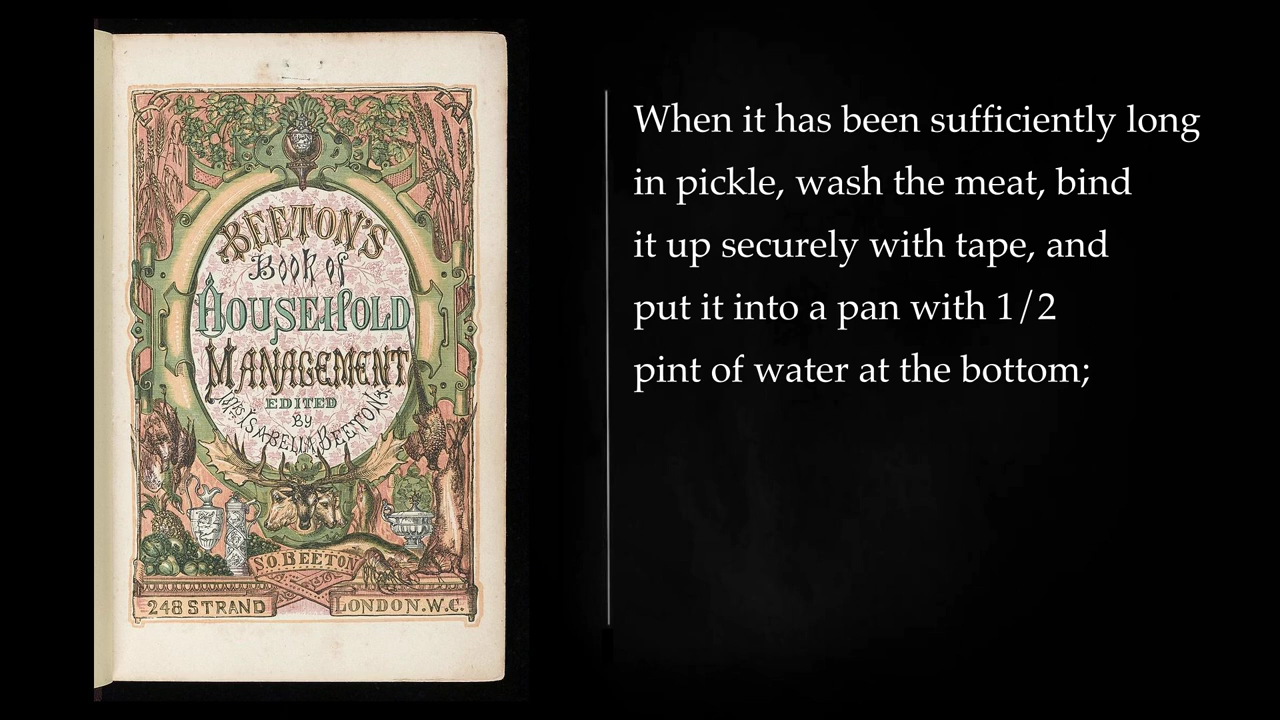 BEETON'S
Book of
HOUSEHOLD
MANAGEMENT
EDITED
BY
MRS ISABELLA BEETON.
S.O. BEETON
248 STRAND
LONDON. W.C.
When it has been sufficiently long
in pickle, wash the meat, bind
it up securely with tape, and
put it into a pan with 1/2
pint of water at the bottom;